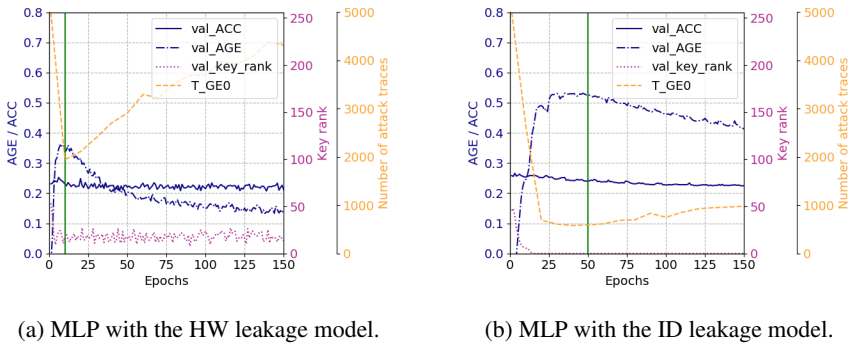 0.8
0.7
0.6
0.5
0.4
0.3
0.2
0.1
0.0
AGE / ACC
0 25 50 75 100 125 150
Epochs
val_ACC
val_AGE
val_key_rank
T_GE0
250
200
150
100
50
0
Key rank
5000
4000
3000
2000
1000
0
Number of attack traces
(a) MLP with the HW leakage model.
0.8
0.7
0.6
0.5
0.4
0.3
0.2
0.1
0.0
AGE / ACC
0 25 50 75 100 125 150
Epochs
val_ACC
val_AGE
val_key_rank
T_GE0
250
200
150
100
50
0
Key rank
5000
4000
3000
2000
1000
0
Number of attack traces
(b) MLP with the ID leakage model.